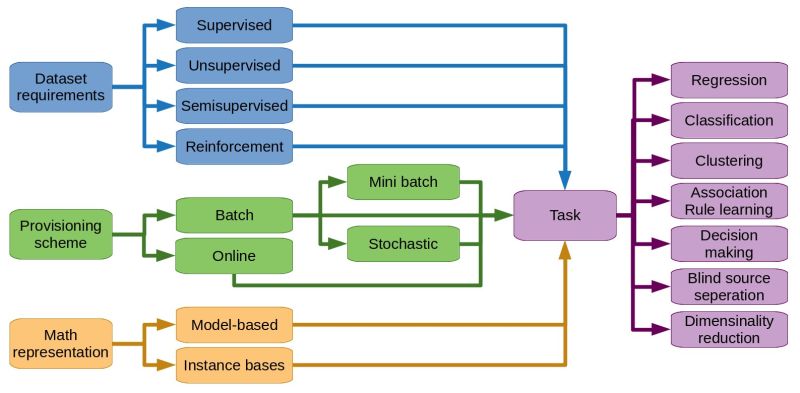 Dataset
requirements
Supervised
Unsupervised
Semisupervised
Reinforcement
Provisioning
scheme
Batch
Online
Mini batch
Stochastic
Math
representation
Model-based
Instance bases
Task
Regression
Classification
Clustering
Association
Rule learning
Decision
making
Blind source
seperation
Dimensinality
reduction